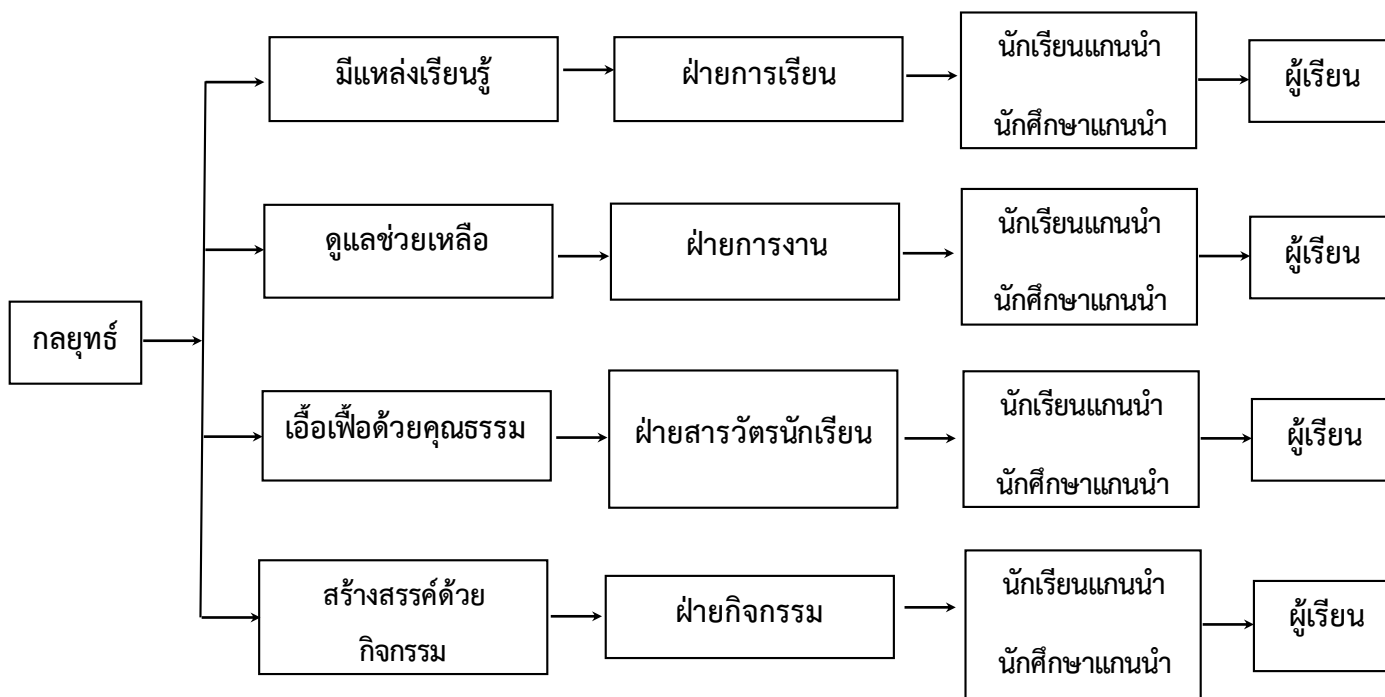 มีแหล่งเรียนรู้
ฝ่ายการเรียน
นักเรียนแกนนำ
นักศึกษาแกนนำ
ผู้เรียน
ดูแลช่วยเหลือ
ฝ่ายการงาน
นักเรียนแกนนำ
นักศึกษาแกนนำ
ผู้เรียน
กลยุทธ์
เอื้อเฟื้อด้วยคุณธรรม
ฝ่ายสารวัตรนักเรียน
นักเรียนแกนนำ
นักศึกษาแกนนำ
ผู้เรียน
สร้างสรรค์ด้วย
กิจกรรม
ฝ่ายกิจกรรม
นักเรียนแกนนำ
นักศึกษาแกนนำ
ผู้เรียน